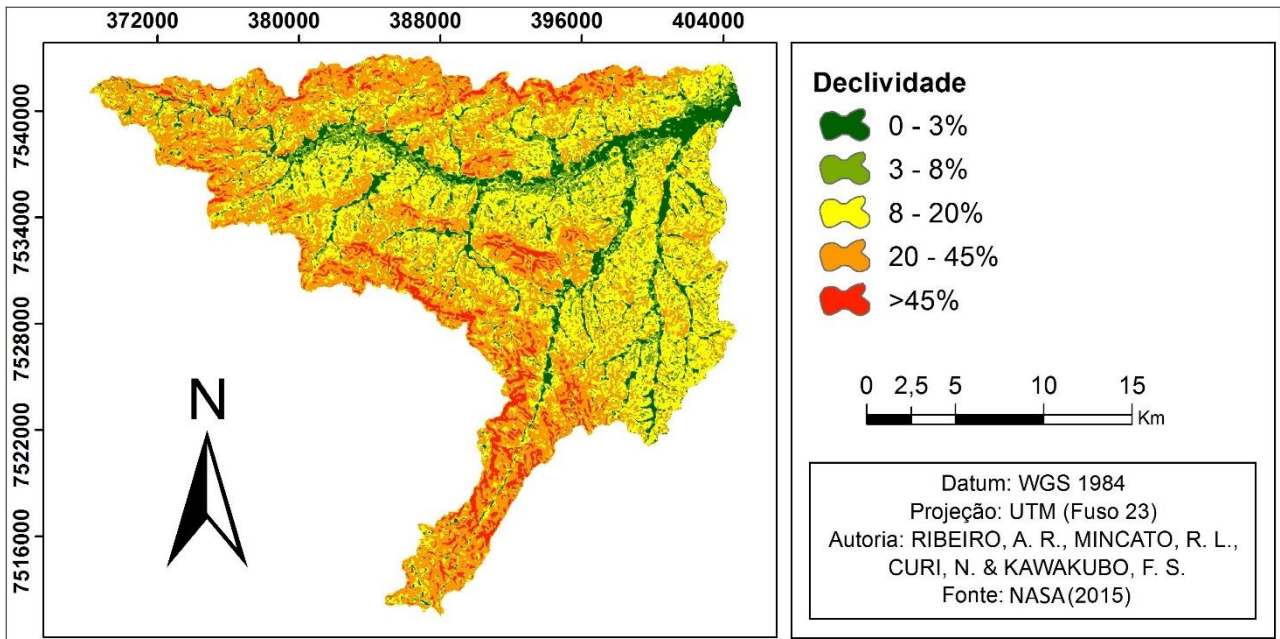 372000 380000 388000 396000 404000
7540000
7534000
7528000
7522000
7516000
N
Declividade
0 - 3%
3 - 8%
8 - 20%
20 - 45%
>45%
0 2,5 5 10 15
Km
Datum: WGS 1984
Projeção: UTM (Fuso 23)
Autoria: RIBEIRO, A. R., MINCATO, R. L.,
CURI, N. & KAWAKUBO, F. S.
Fonte: NASA (2015)